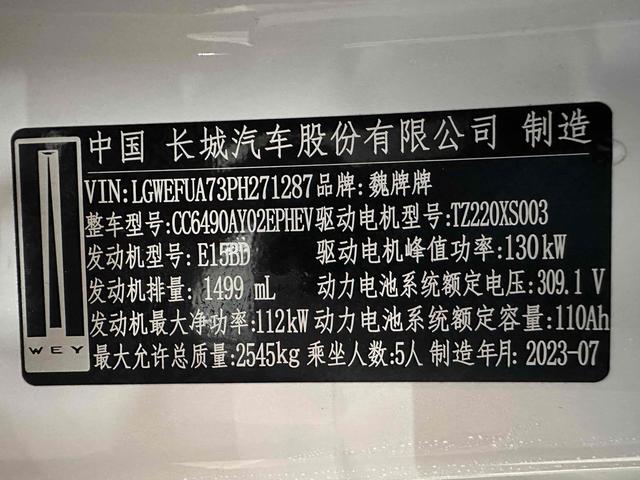 中国 长城汽车股份有限公司 制造
VIN:LGWEFUA73PH271287 品牌:魏牌牌
整车型号:CC6490AY02EPHEV 驱动电机型号:TZ220XS003
发动机型号:E15BD 驱动电机峰值功率:130kW
发动机排量: 1499 mL 动力电池系统额定电压:309.1 V
发动机最大净功率:112kW 动力电池系统额定容量:110Ah
最大允许总质量:2545kg 乘坐人数:5人 制造年月:2023-07
WEY